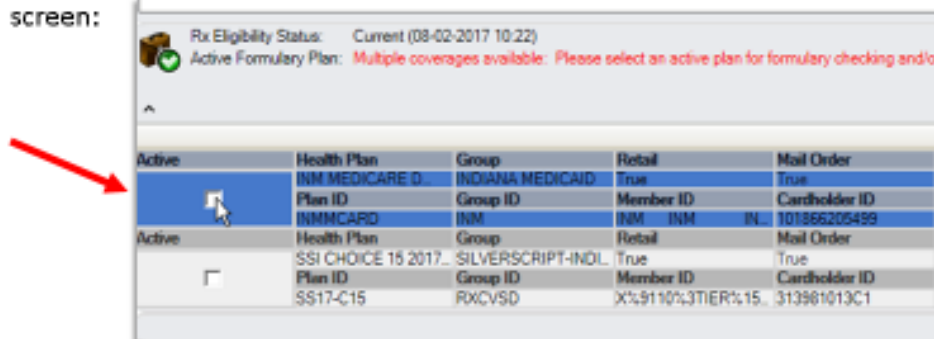 screen:
Rx Eligibility Status: Current (08-02-2017 10:22)
Active Formulary Plan: Multiple coverages available: Please select an active plan for formulary checking and/o
Active Health Plan Group Retail Mail Order
INM MEDICARE D... INDIANA MEDICAID True True
Plan ID Group ID Member ID Cardholder ID
INMMCARD INM INM INM IN... 101866205499
Active Health Plan Group Retail Mail Order
SSI CHOICE 15 2017... SILVERSCRIPT-INDI... True True
Plan ID Group ID Member ID Cardholder ID
SS17-C15 RXCVSD X%9110%3TIER%15... 313981013C1